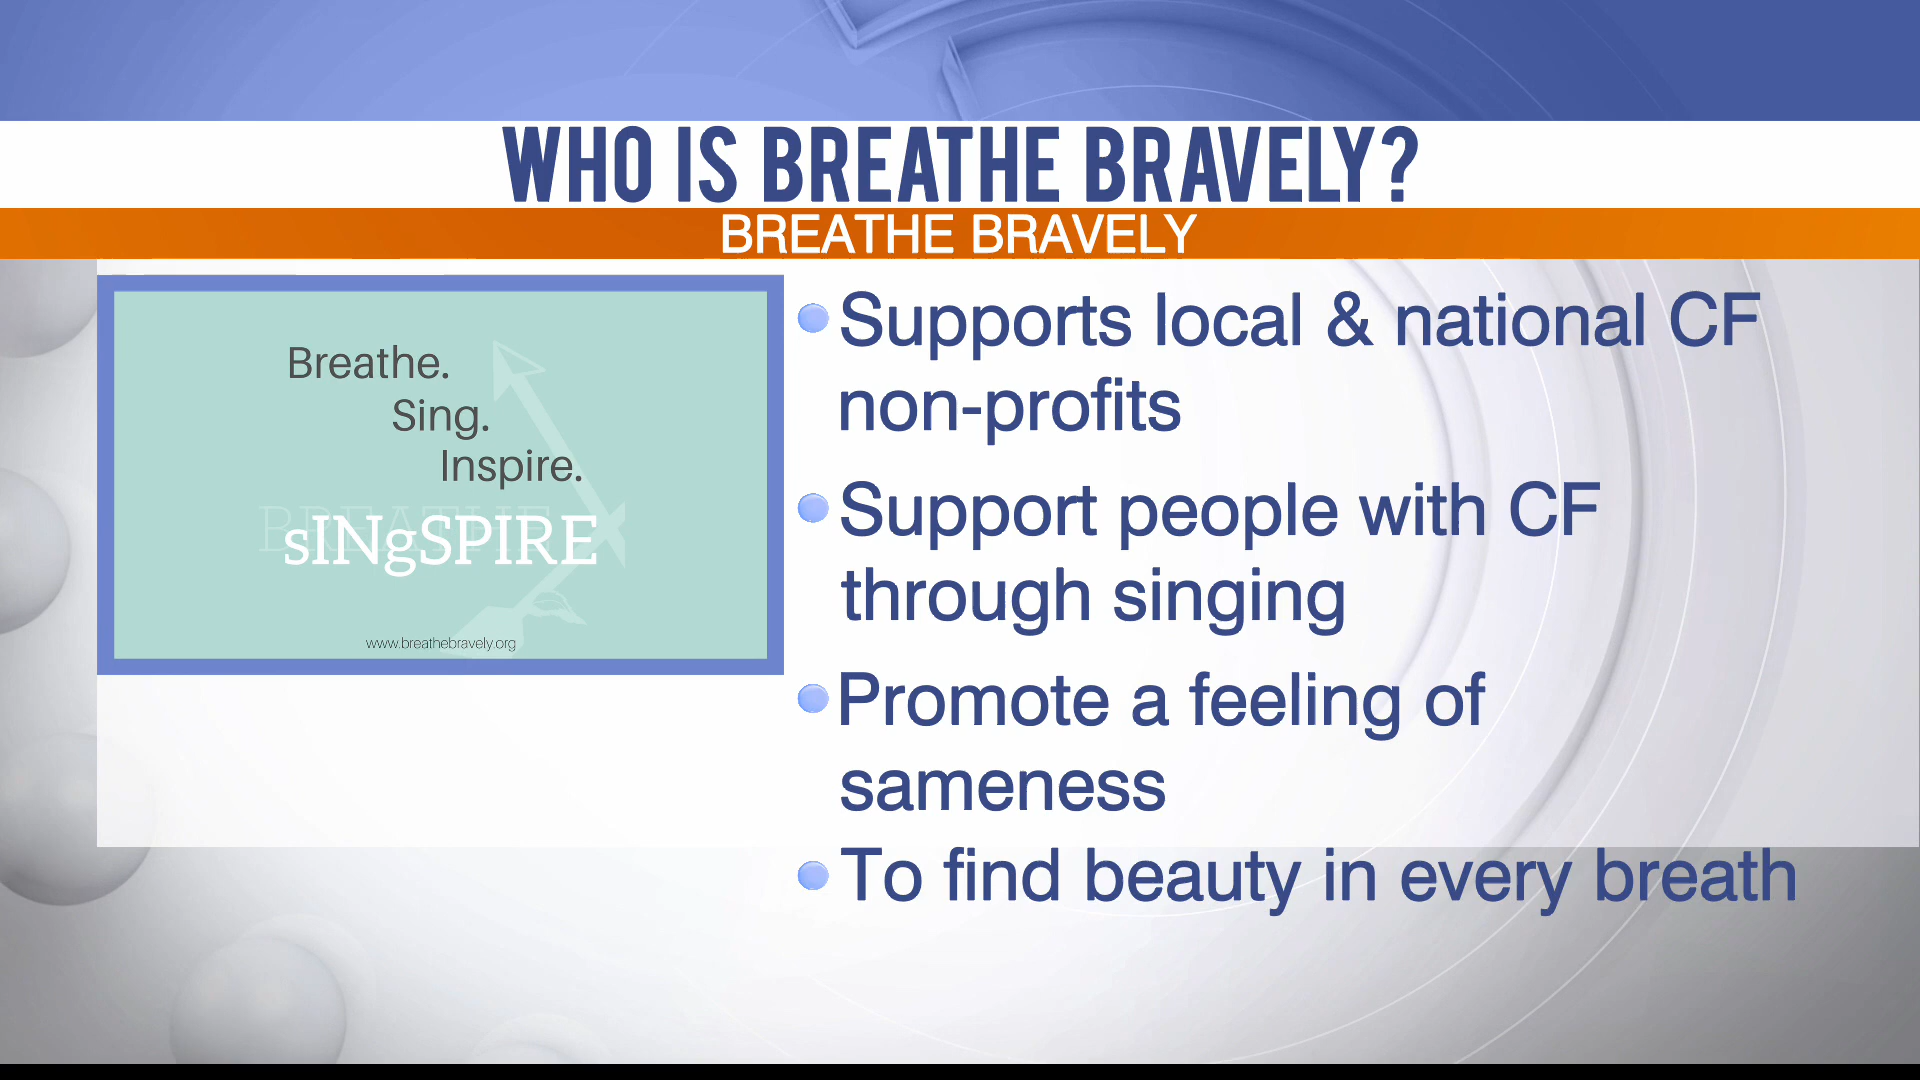 WHO IS BREATHE BRAVELY?
BREATHE BRAVELY
Breathe.
Sing.
Inspire.
BREATHE
sINgSPIRE
www.breathebravely.org
Supports local & national CF
non-profits
Support people with CF
through singing
Promote a feeling of
sameness
To find beauty in every breath